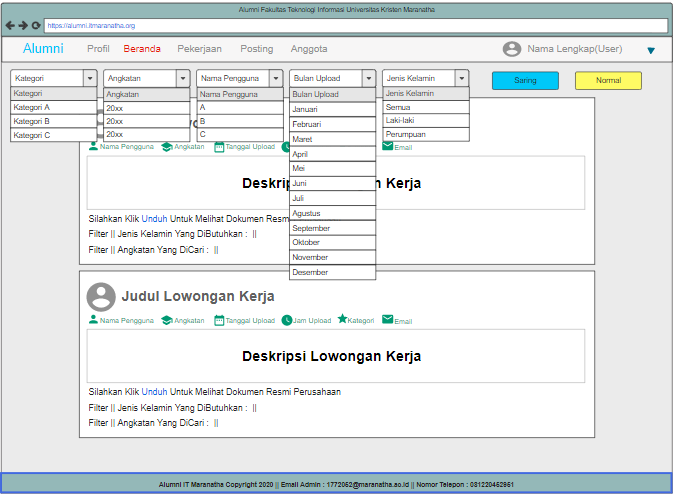 Alumni Fakultas Teknologi Informasi Universitas Kristen Maranatha
https://alumni.itmaranatha.org
Alumni Profil Beranda Pekerjaan Posting Anggota Nama Lengkap(User)
Kategori Angkatan Nama Pengguna Bulan Upload Jenis Kelamin Saring Normal
Kategori
Kategori A
Kategori B
Kategori C
Angkatan
20xx
20xx
20xx
Nama Pengguna
A
B
C
Bulan Upload
Januari
Februari
Maret
April
Mei
Juni
Juli
Agustus
September
Oktober
November
Desember
Jenis Kelamin
Semua
Laki-laki
Perumpuan
Nama Pengguna Angkatan Tanggal Upload Email
Deskripsi Kerja
Silahkan Klik Unduh Untuk Melihat Dokumen Resm
Filter || Jenis Kelamin Yang DiButuhkan : ||
Filter || Angkatan Yang DiCari : ||
Judul Lowongan Kerja
Nama Pengguna Angkatan Tanggal Upload Jam Upload Kategori Email
Deskripsi Lowongan Kerja
Silahkan Klik Unduh Untuk Melihat Dokumen Resmi Perusahaan
Filter || Jenis Kelamin Yang DiButuhkan : ||
Filter || Angkatan Yang DiCari : ||
Alumni IT Maranatha Copyright 2020 || Email Admin : 1772052@maranatha.ac.id || Nomor Telepon : 081220452951